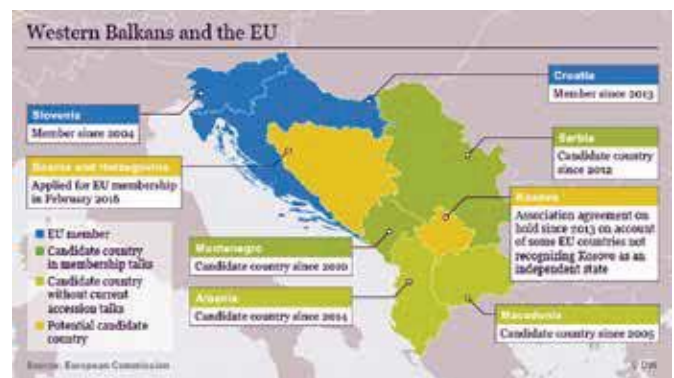 Western Balkans and the EU
Croatia
Member since 2013
Slovenia
Member since 2004
Serbia
Candidate country
since 2012
Bosnia and Herzegovina
Applied for EU membership
in February 2016
Kosovo
Association agreement on
hold since 2013 on account
of some EU countries not
recognizing Kosovo as an
independent state
EU member
Candidate country
in membership talks
Candidate country
without current
accession talks
Potential candidate
country
Montenegro
Candidate country since 2010
Albania
Candidate country since 2014
Macedonia
Candidate country since 2005
Source: European Commission
© DW